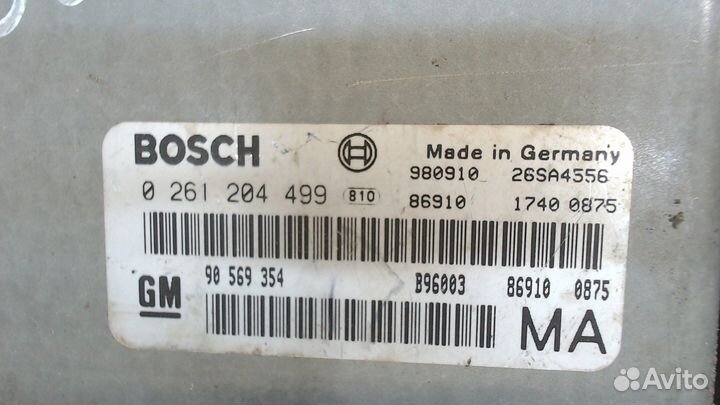 BOSCH
Made in Germany
980910 26SA4556
0 261 204 499 810
86910 1740 0875
GM
90 569 354 B96003 86910 0875
MA
Avito